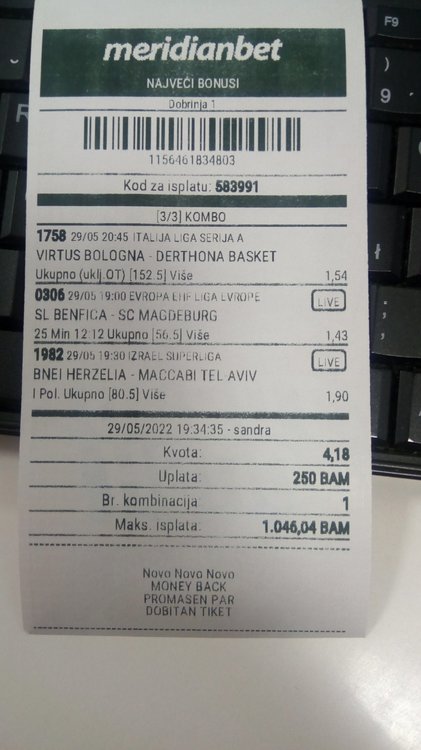 meridianbet
NAJVEĆI BONUSI
Dobrinja 1
1156461834803
Kod za isplatu: 583991
[3/3] KOMBO
1758 29/05 20:45 ITALIJA LIGA SERIJA A
VIRTUS BOLOGNA - DERTHONA BASKET
Ukupno (uklj.OT) [152.5] Više 1,54
0306 29/05 19:00 EVROPA EHF LIGA EVROPE LIVE
SL BENFICA - SC MAGDEBURG
25 Min 12:12 Ukupno [56.5] Više 1,43
1982 29/05 19:30 IZRAEL SUPERLIGA LIVE
BNEI HERZELIA - MACCABI TEL AVIV
I Pol. Ukupno [80.5] Više 1,90
29/05/2022 19:34:35 - sandra
Kvota: 4,18
Uplata: 250 BAM
Br. kombinacija: 1
Maks. isplata: 1.046,04 BAM
Novo Novo Novo
MONEY BACK
PROMASEN PAR
DOBITAN TIKET
F9
)
9